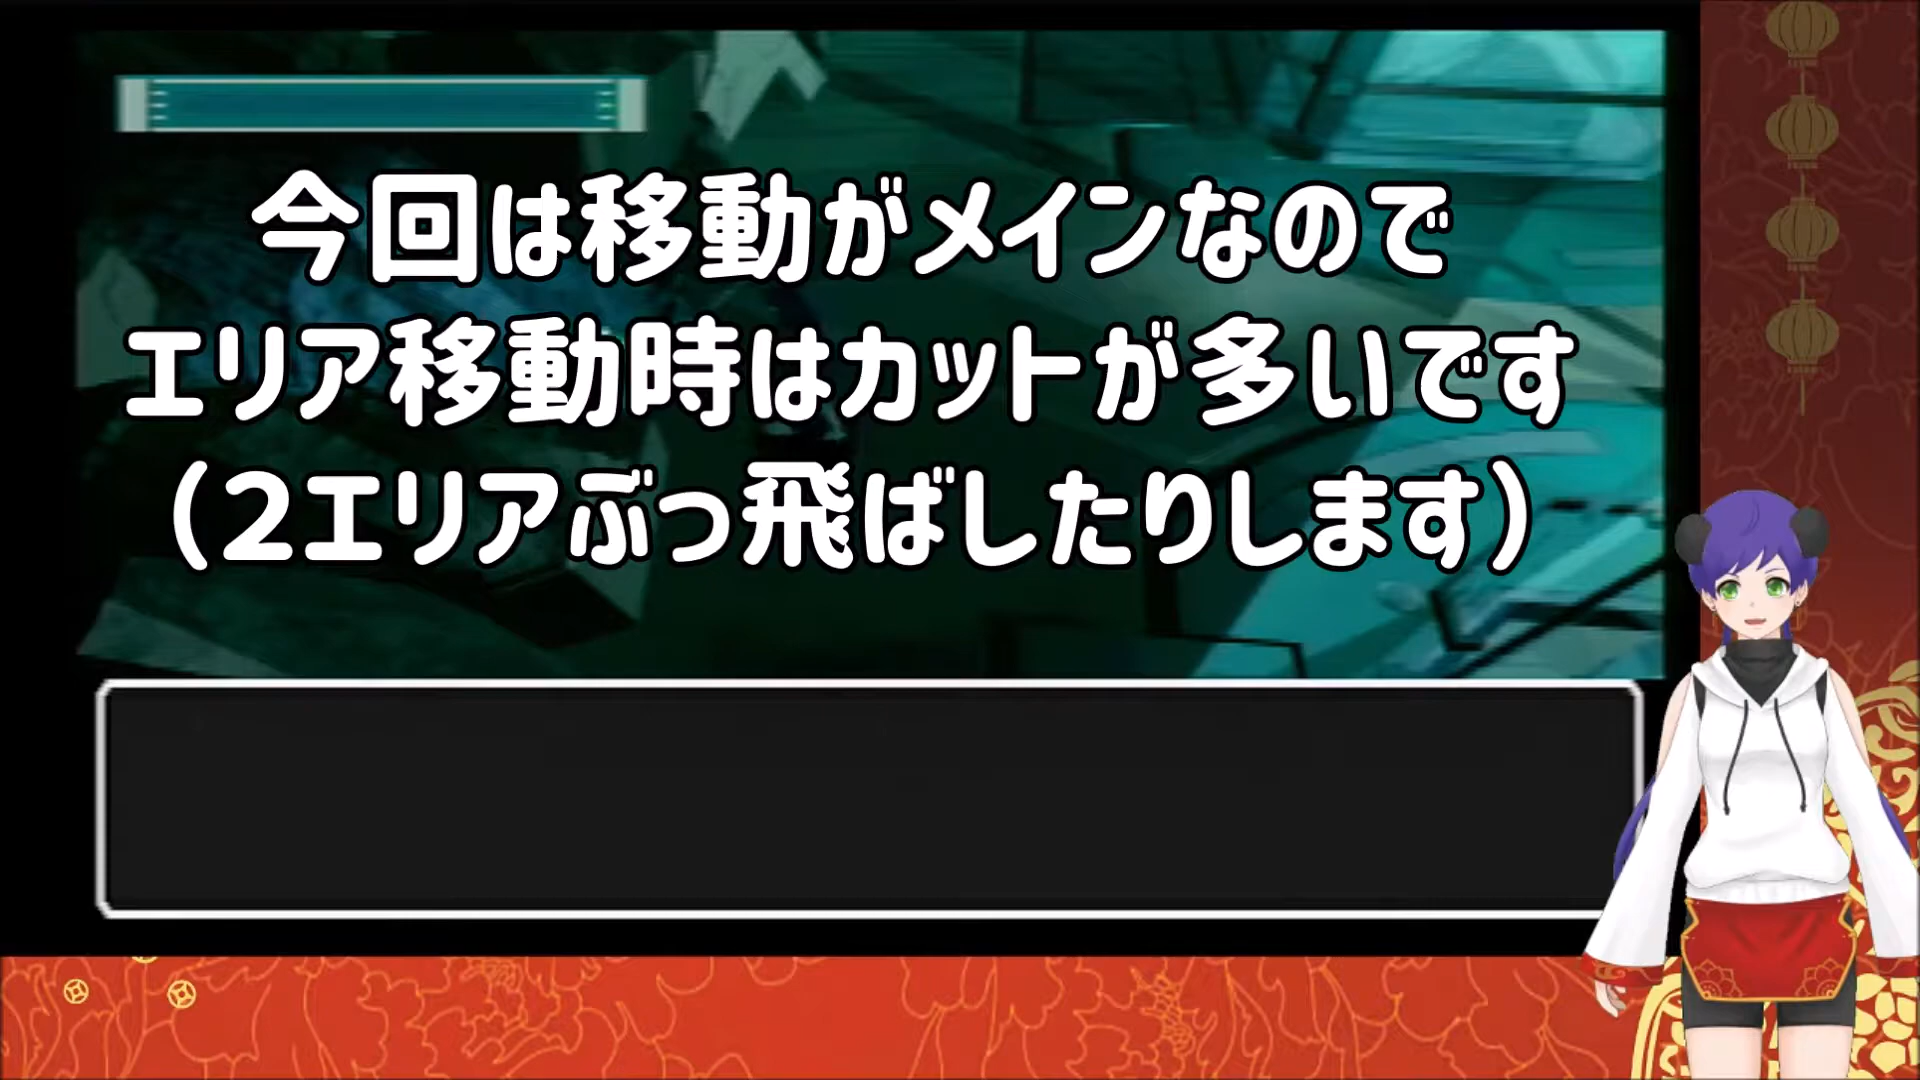 今回は移動がメインなので
エリア移動時はカットが多いです
（2エリアぶっ飛ばしたりします）